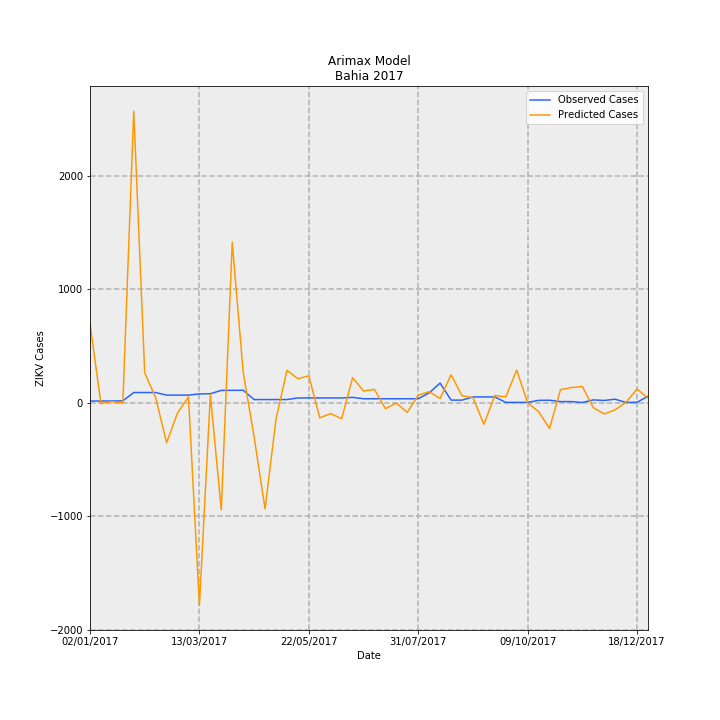 Arimax Model
Bahia 2017
Observed Cases
Predicted Cases
ZIKV Cases
2000
1000
0
−1000
−2000
02/01/2017 13/03/2017 22/05/2017 31/07/2017 09/10/2017 18/12/2017
Date